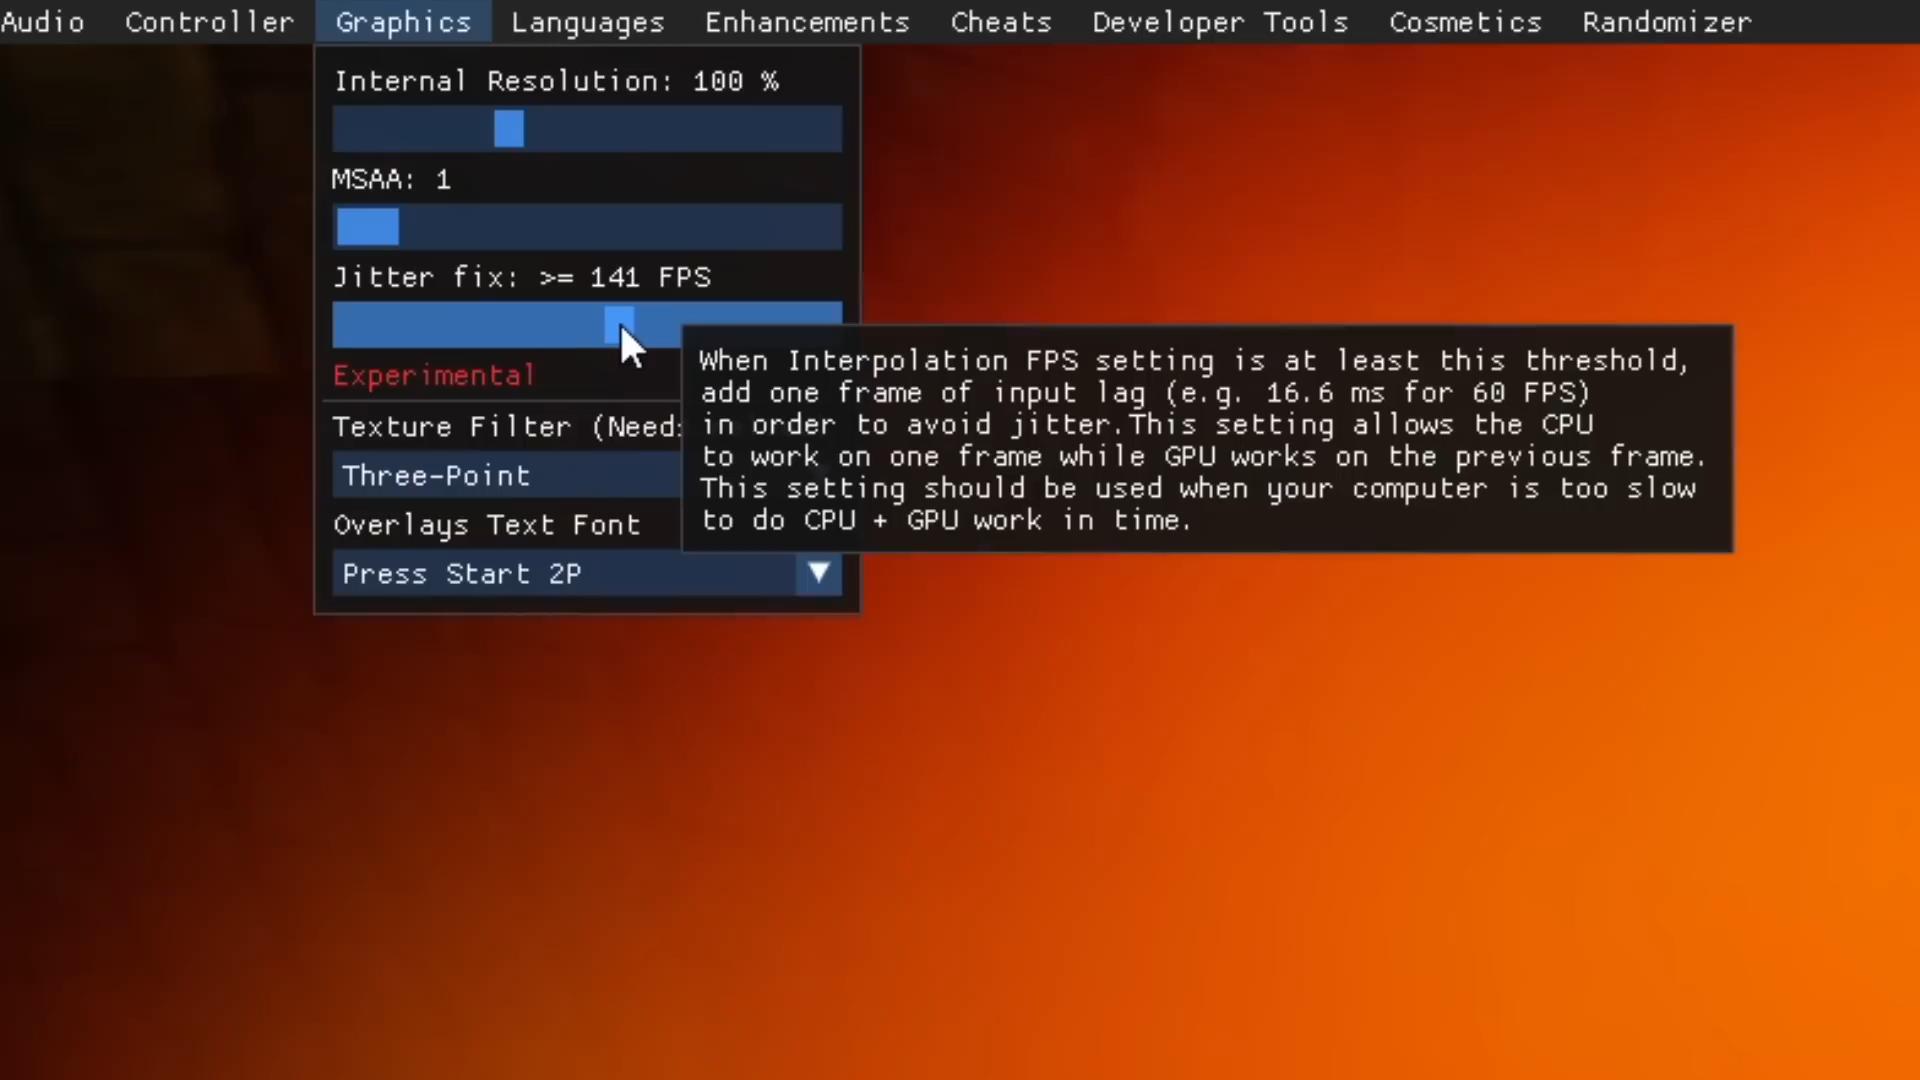 Audio Controller Graphics Languages Enhancements Cheats Developer Tools Cosmetics Randomizer
Internal Resolution: 100 %
MSAA: 1
Jitter fix: >= 141 FPS
When Interpolation FPS setting is at least this threshold,
add one frame of input lag (e.g. 16.6 ms for 60 FPS)
in order to avoid jitter.This setting allows the CPU
to work on one frame while GPU works on the previous frame.
This setting should be used when your computer is too slow
to do CPU + GPU work in time.
Experimental
Texture Filter (Need
Three-Point
Overlays Text Font
Press Start 2P